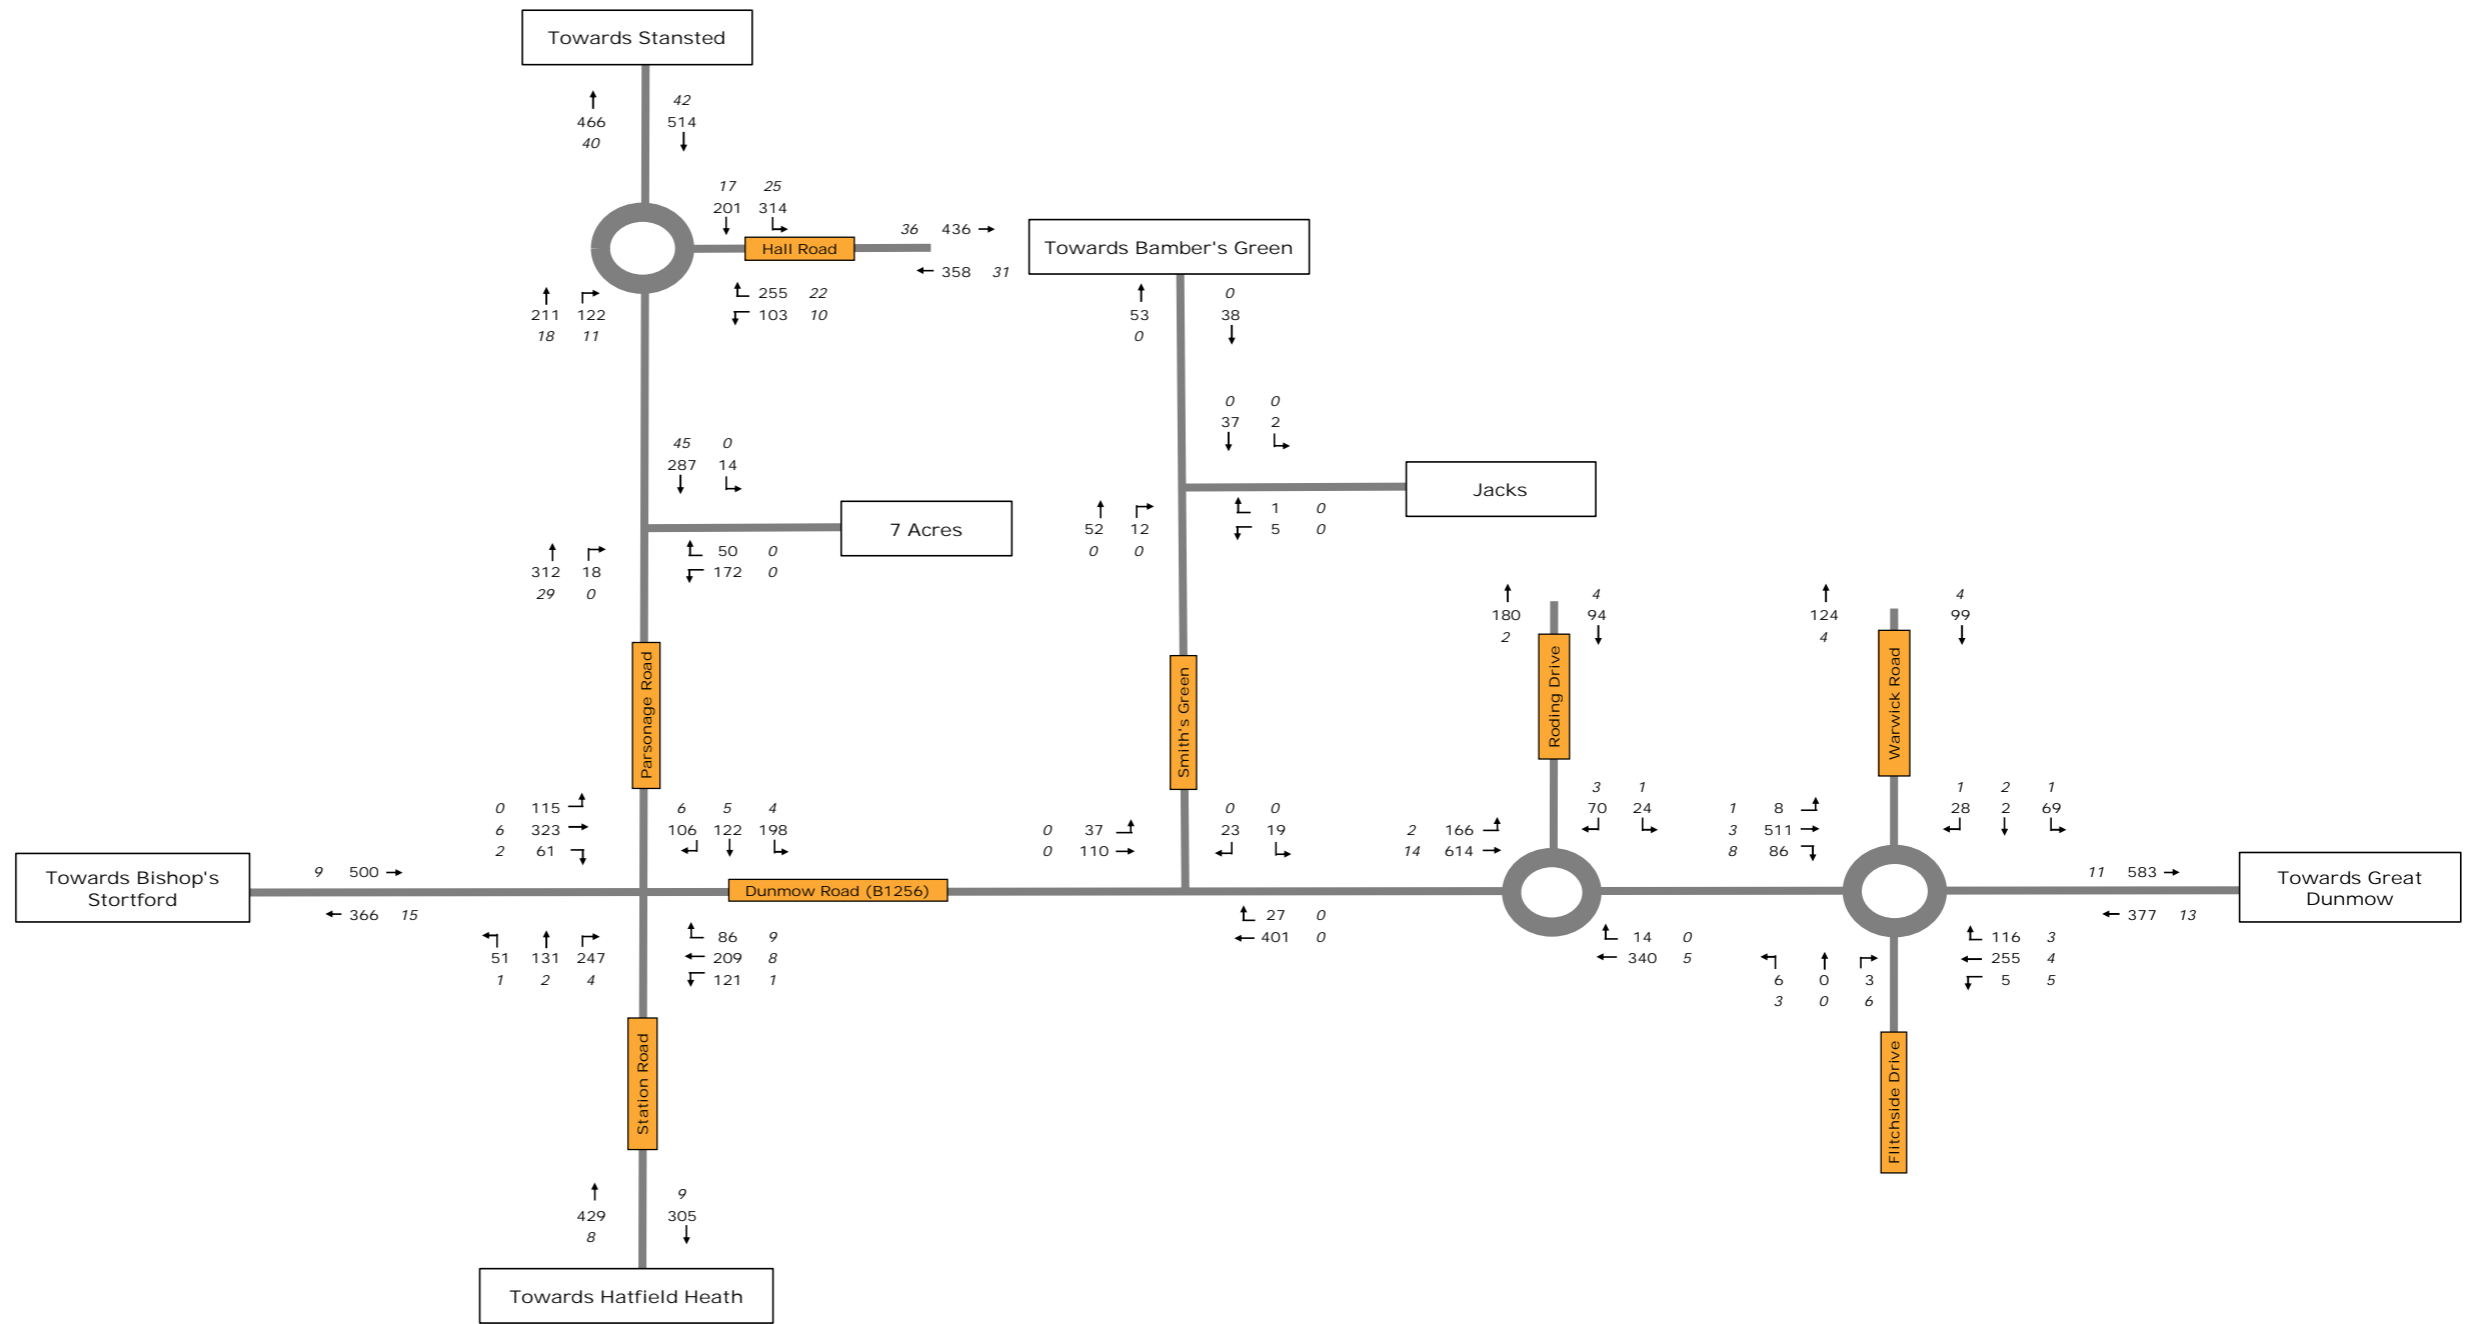 Towards Stansted
42
466 514
40
17 25
201 314
36 436
Hall Road
Towards Bamber's Green
358 31
255 22
211 122
103 10
18 11
0
53 38
0
0 0
37 2
45 0
287 14
Jacks
7 Acres
1 0
52 12
5 0
0 0
50 0
312 18
172 0
29 0
4
180 94
2
4
124 99
4
Parsonage Road
Smith's Green
Roding Drive
Warwick Road
0 115
6 323
2 61
6 5 4
106 122 198
0 37
0 110
0 0
23 19
2 166
14 614
3 1
70 24
1 8
3 511
8 86
1 2 1
28 2 69
Towards Bishop's
Stortford
9 500
366 15
Dunmow Road (B1256)
11 583
377 13
Towards Great
Dunmow
51 131 247
1 2 4
86 9
209 8
121 1
27 0
401 0
14 0
340 5
6 0 3
3 0 6
116 3
255 4
5 5
Station Road
Flitchside Drive
9
429 305
8
Towards Hatfield Heath